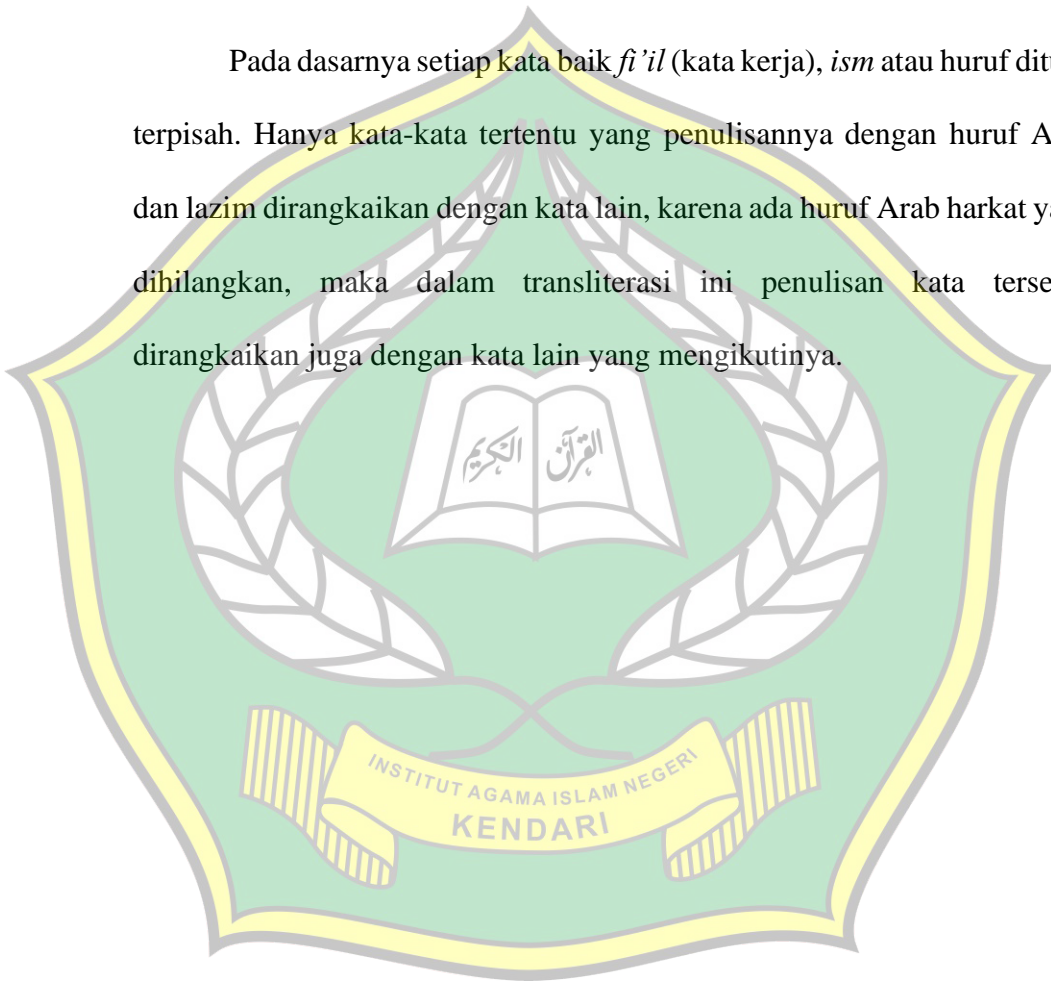 Pada dasarnya setiap kata baik fi’il (kata kerja), ism atau huruf ditu
terpisah. Hanya kata-kata tertentu yang penulisannya dengan huruf A
dan lazim dirangkaikan dengan kata lain, karena ada huruf Arab harkat ya
dihilangkan, maka dalam transliterasi ini penulisan kata terse
dirangkaikan juga dengan kata lain yang mengikutinya.
القرآن الكريم
INSTITUT AGAMA ISLAM NEGERI
KENDARI